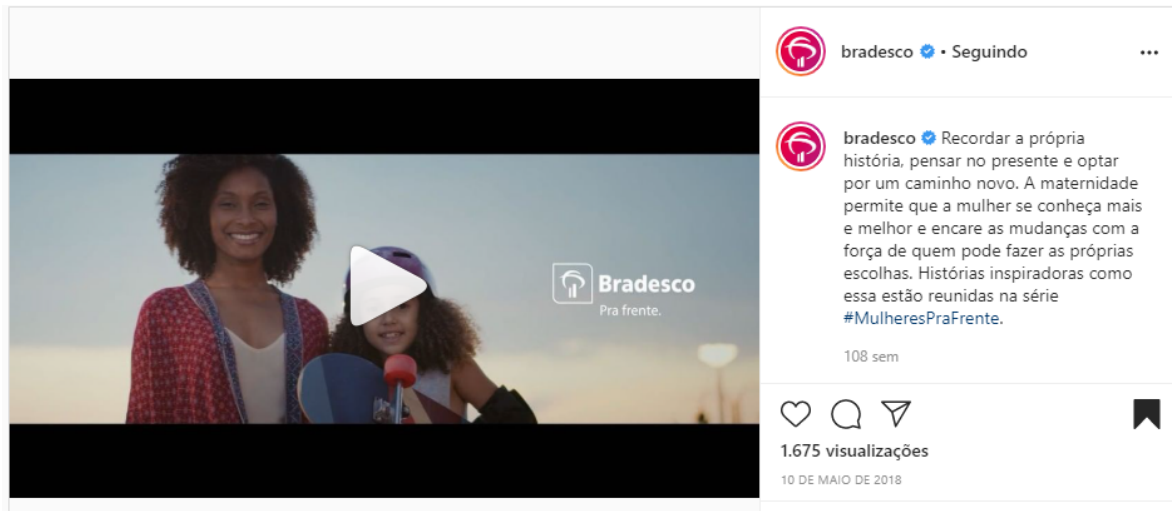 Bradesco
Pra frente.
bradesco • Seguindo
bradesco Recordar a própria
história, pensar no presente e optar
por um caminho novo. A maternidade
permite que a mulher se conheça mais
e melhor e encare as mudanças com a
força de quem pode fazer as próprias
escolhas. Histórias inspiradoras como
essa estão reunidas na série
#MulheresPraFrente.
108 sem
1.675 visualizações
10 DE MAIO DE 2018